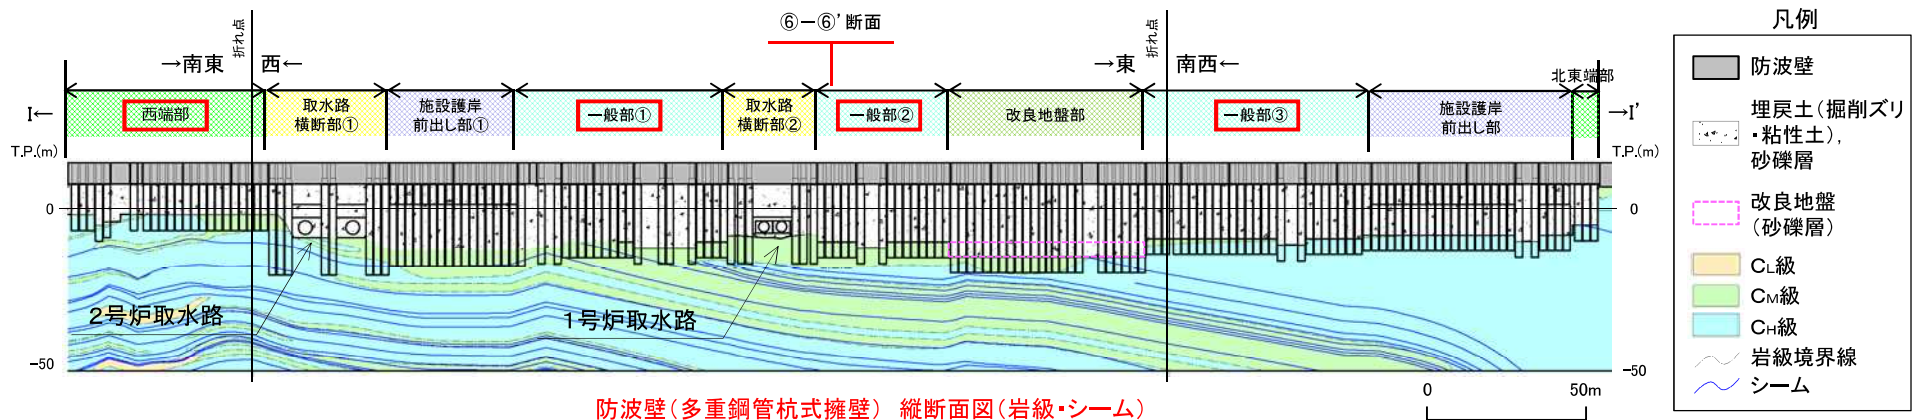 ⑥-⑥'断面
折れ点
→南東
西←
→東
折れ点
南西←
北東端部
I←
西端部
取水路
横断部①
施設護岸
前出し部①
一般部①
取水路
横断部②
一般部②
改良地盤部
一般部③
施設護岸
前出し部
→I'
T.P.(m)
T.P.(m)
0
0
2号炉取水路
1号炉取水路
-50
-50
0
50m
防波壁(多重鋼管杭式擁壁) 縦断面図(岩級・シーム)
凡例
防波壁
埋戻土(掘削ズリ
・粘性土),
砂礫層
改良地盤
(砂礫層)
CL級
CM級
CH級
岩級境界線
シーム